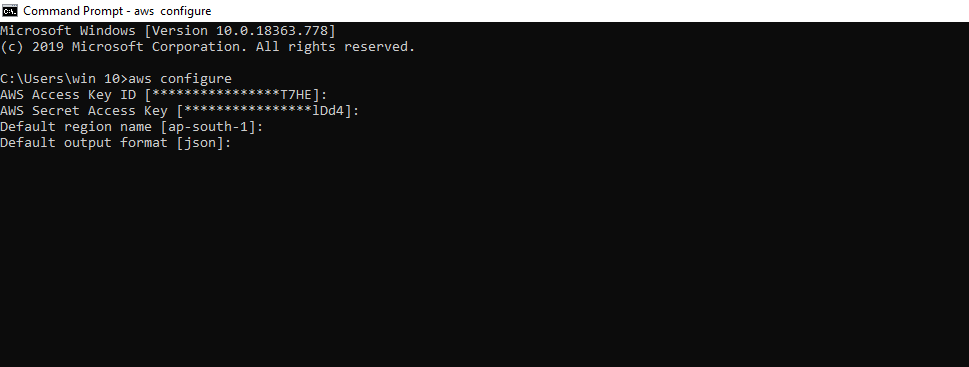 Command Prompt - aws  configure
Microsoft Windows [Version 10.0.18363.778]
(c) 2019 Microsoft Corporation. All rights reserved.
C:\Users\win 10>aws configure
AWS Access Key ID [****************T7HE]:
AWS Secret Access Key [****************lDd4]:
Default region name [ap-south-1]:
Default output format [json]: